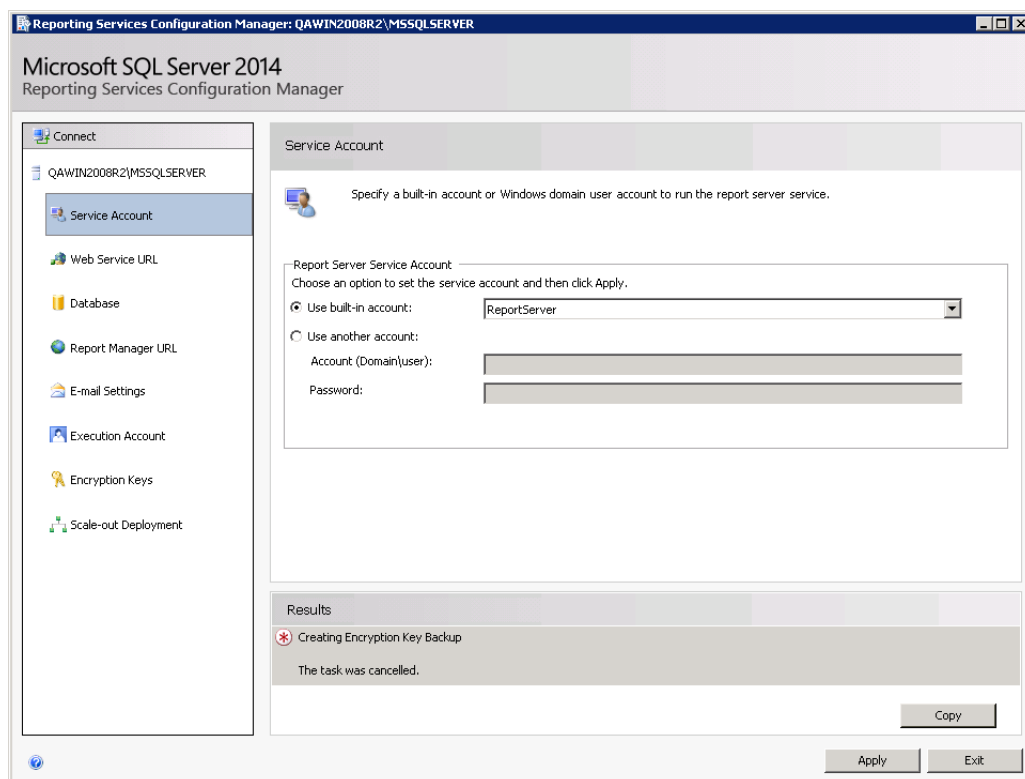 Reporting Services Configuration Manager: QAWIN2008R2\MSSQLSERVER
Microsoft SQL Server 2014
Reporting Services Configuration Manager
Connect
QAWIN2008R2\MSSQLSERVER
Service Account
Web Service URL
Database
Report Manager URL
E-mail Settings
Execution Account
Encryption Keys
Scale-out Deployment
Service Account
Specify a built-in account or Windows domain user account to run the report server service.
Report Server Service Account
Choose an option to set the service account and then click Apply.
Use built-in account: ReportServer
Use another account:
Account (Domain\user):
Password:
Results
Creating Encryption Key Backup
The task was cancelled.
Copy
Apply Exit